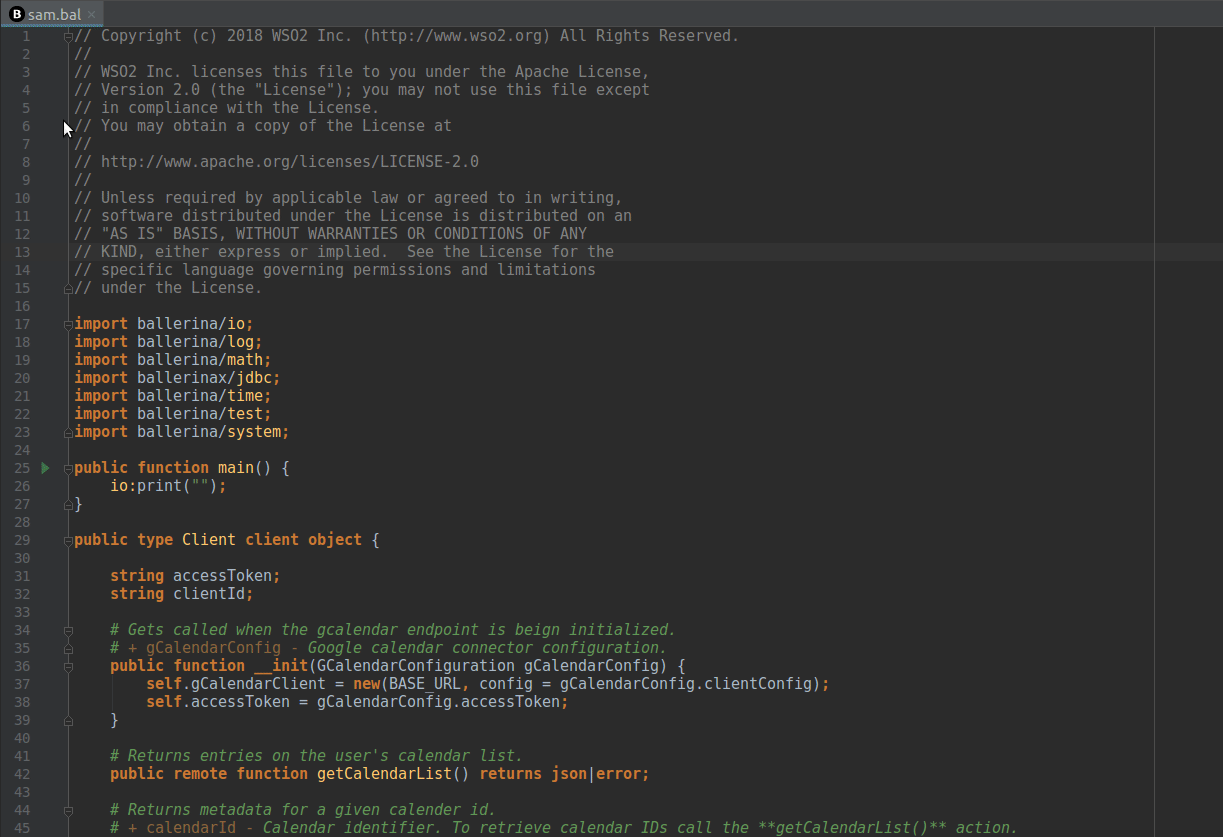 B sam.bal ×
1 // Copyright (c) 2018 WSO2 Inc. (http://www.wso2.org) All Rights Reserved.
2 //
3 // WSO2 Inc. licenses this file to you under the Apache License,
4 // Version 2.0 (the "License"); you may not use this file except
5 // in compliance with the License.
6 // You may obtain a copy of the License at
7 //
8 // http://www.apache.org/licenses/LICENSE-2.0
9 //
10 // Unless required by applicable law or agreed to in writing,
11 // software distributed under the License is distributed on an
12 // "AS IS" BASIS, WITHOUT WARRANTIES OR CONDITIONS OF ANY
13 // KIND, either express or implied.  See the License for the
14 // specific language governing permissions and limitations
15 // under the License.
16
17 import ballerina/io;
18 import ballerina/log;
19 import ballerina/math;
20 import ballerinax/jdbc;
21 import ballerina/time;
22 import ballerina/test;
23 import ballerina/system;
24
25 public function main() {
26     io:print("");
27 }
28
29 public type Client client object {
30
31     string accessToken;
32     string clientId;
33
34     # Gets called when the gcalendar endpoint is beign initialized.
35     # + gCalendarConfig - Google calendar connector configuration.
36     public function __init(GCalendarConfiguration gCalendarConfig) {
37         self.gCalendarClient = new(BASE_URL, config = gCalendarConfig.clientConfig);
38         self.accessToken = gCalendarConfig.accessToken;
39     }
40
41     # Returns entries on the user's calendar list.
42     public remote function getCalendarList() returns json|error;
43
44     # Returns metadata for a given calender id.
45     # + calendarId - Calendar identifier. To retrieve calendar IDs call the **getCalendarList()** action.